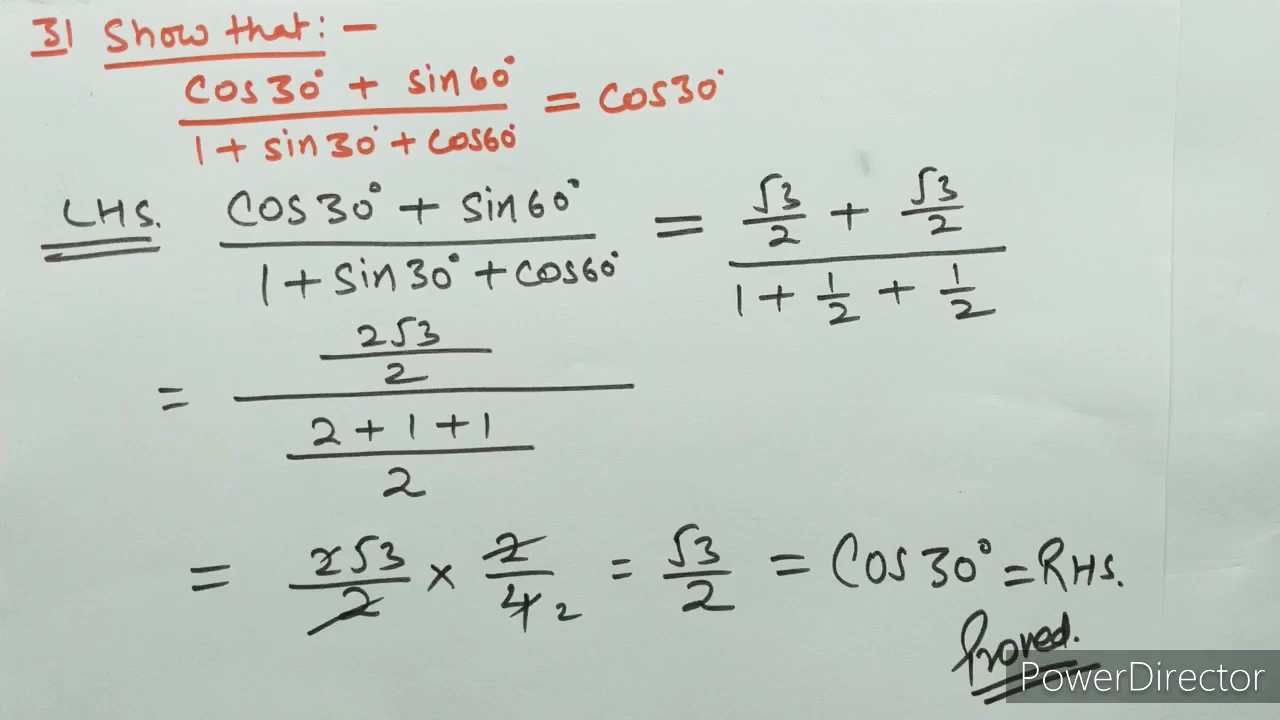 31 Show that:-
cos30° + sin60° / 1 + sin30° + cos60° = cos30°
LHS. cos30° + sin60° / 1 + sin30° + cos60° = √3/2 + √3/2 / 1 + 1/2 + 1/2
= 2√3/2 / 2+1+1/2
= 2√3/2 × 2/4 2 = √3/2 = Cos30° = RHS.
Proved.
PowerDirector